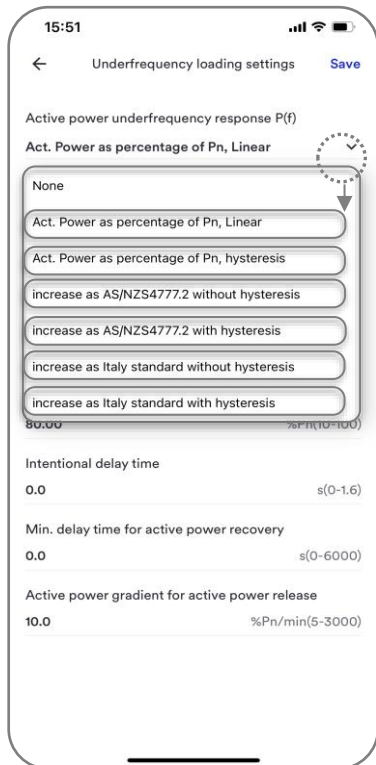 15:51
Underfrequency loading settings Save
Active power underfrequency response P(f)
Act. Power as percentage of Pn, Linear
None
Act. Power as percentage of Pn, Linear
Act. Power as percentage of Pn, hysteresis
increase as AS/NZS4777.2 without hysteresis
increase as AS/NZS4777.2 with hysteresis
increase as Italy standard without hysteresis
increase as Italy standard with hysteresis
80.00 %Pn(10-100)
Intentional delay time
0.0 s(0-1.6)
Min. delay time for active power recovery
0.0 s(0-6000)
Active power gradient for active power release
10.0 %Pn/min(5-3000)